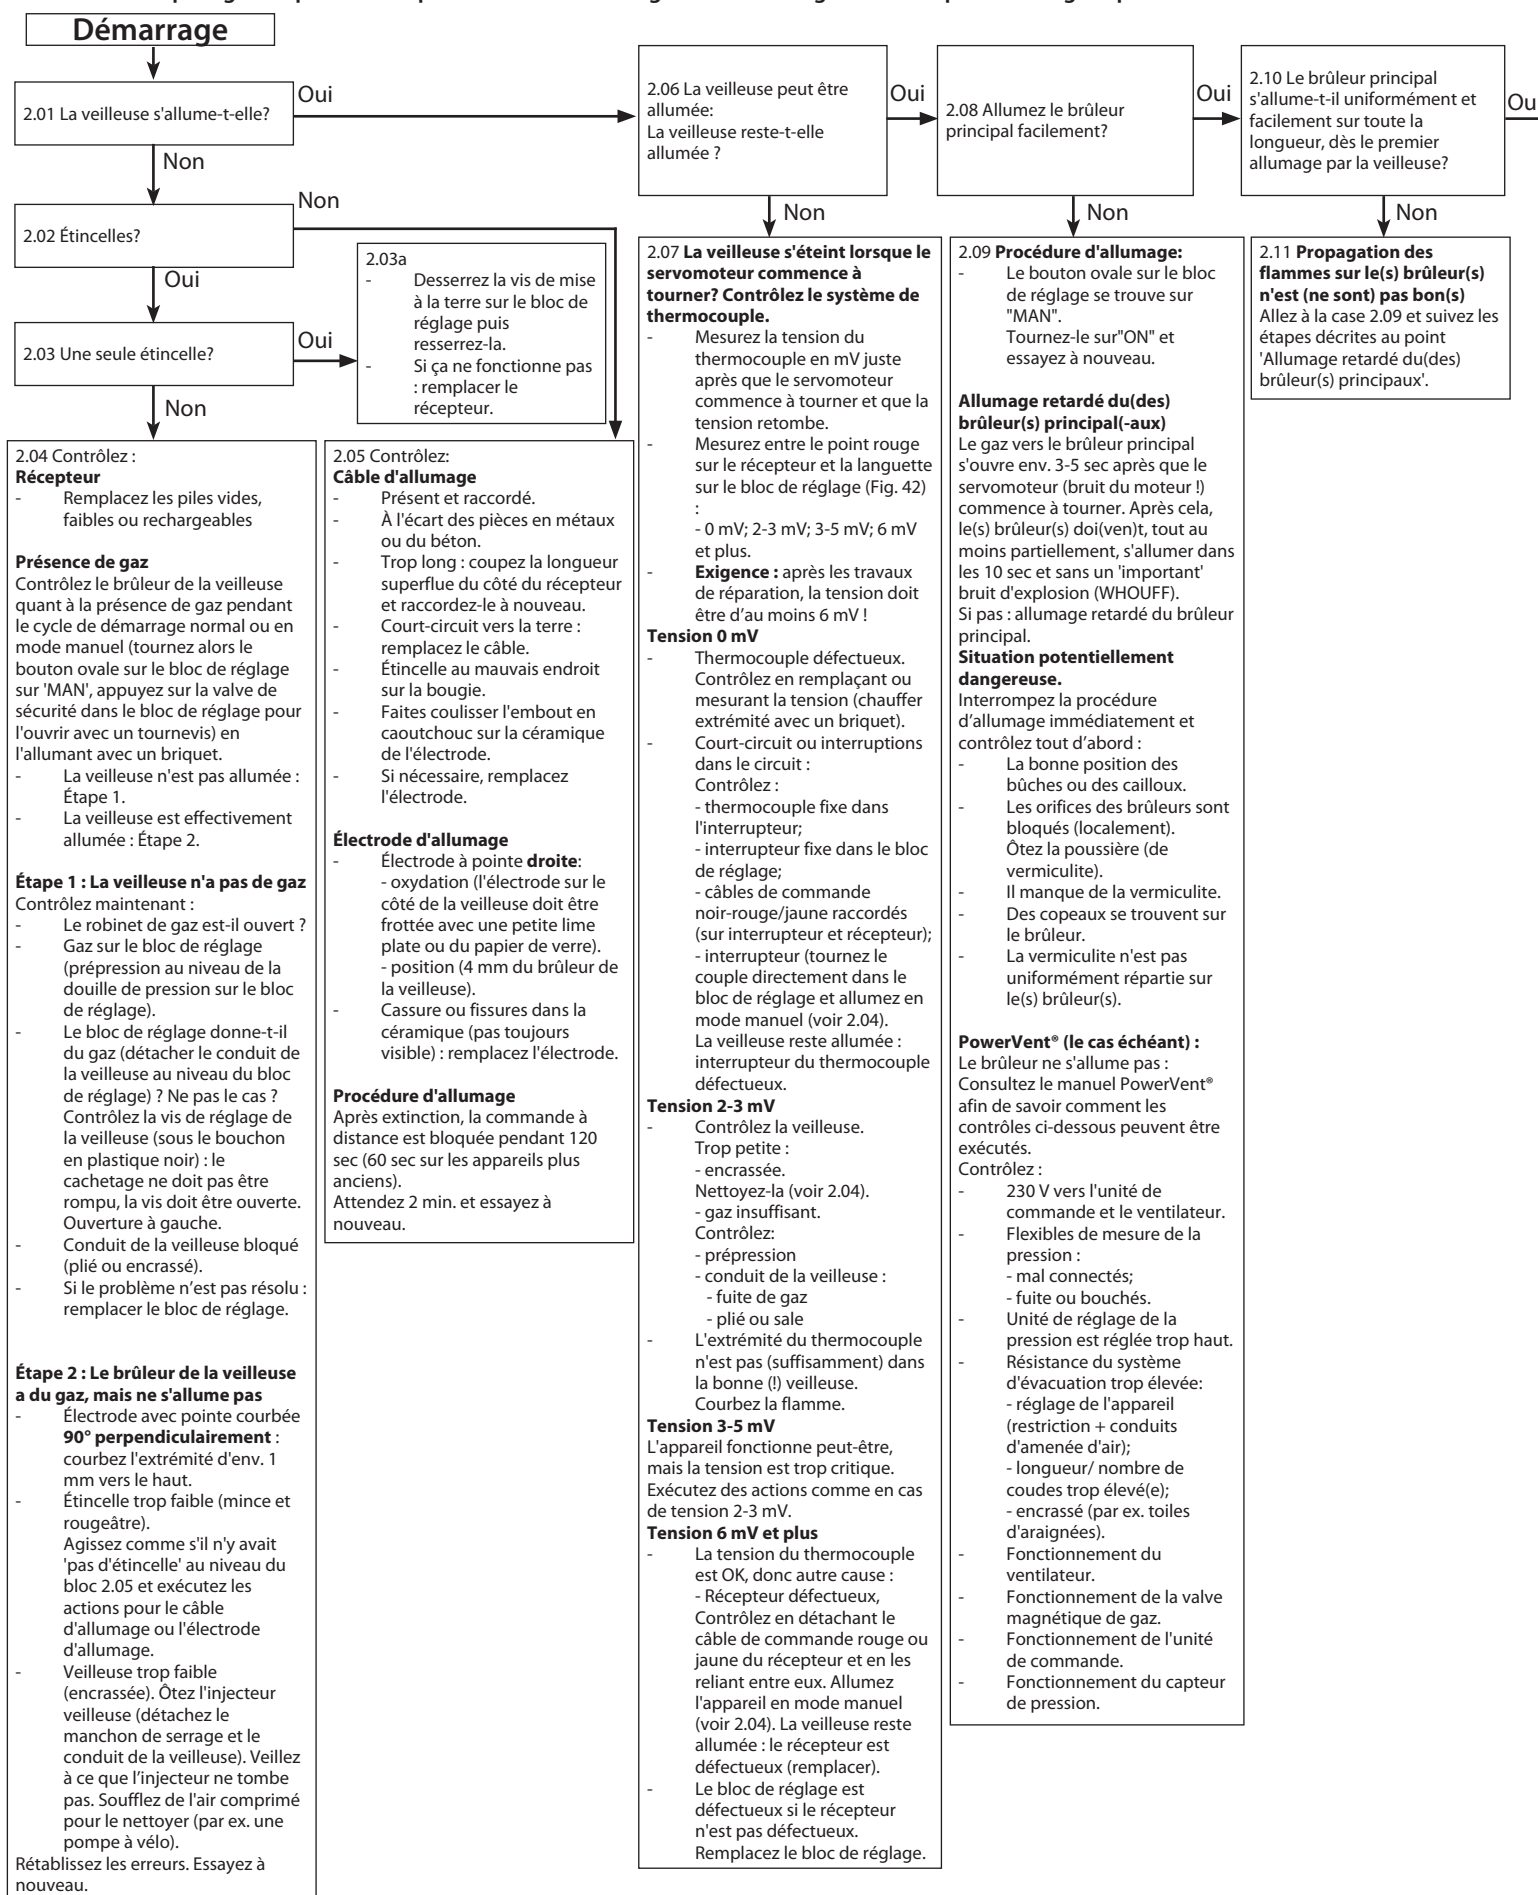 Démarrage
2.01 La veilleuse s'allume-t-elle?
Oui
Non
2.02 Étincelles?
Non
Oui
2.03 Une seule étincelle?
Oui
Non
2.03a
- Desserrez la vis de mise
à la terre sur le bloc de
réglage puis
resserrez-la.
- Si ça ne fonctionne pas
: remplacer le
récepteur.
2.04 Contrôlez :
Récepteur
- Remplacez les piles vides,
faibles ou rechargeables
Présence de gaz
Contrôlez le brûleur de la veilleuse
quant à la présence de gaz pendant
le cycle de démarrage normal ou en
mode manuel (tournez alors le
bouton ovale sur le bloc de réglage
sur 'MAN', appuyez sur la valve de
sécurité dans le bloc de réglage pour
l'ouvrir avec un tournevis) en
l'allumant avec un briquet.
- La veilleuse n'est pas allumée :
Étape 1.
- La veilleuse est effectivement
allumée : Étape 2.
Étape 1 : La veilleuse n'a pas de gaz
Contrôlez maintenant :
- Le robinet de gaz est-il ouvert ?
- Gaz sur le bloc de réglage
(prépression au niveau de la
douille de pression sur le bloc
de réglage).
- Le bloc de réglage donne-t-il
du gaz (détacher le conduit de
la veilleuse au niveau du bloc
de réglage) ? Ne pas le cas ?
Contrôlez la vis de réglage de
la veilleuse (sous le bouchon
en plastique noir) : le
cachetage ne doit pas être
rompu, la vis doit être ouverte.
Ouverture à gauche.
- Conduit de la veilleuse bloqué
(plié ou encrassé).
- Si le problème n'est pas résolu :
remplacer le bloc de réglage.
Étape 2 : Le brûleur de la veilleuse
a du gaz, mais ne s'allume pas
- Électrode avec pointe courbée
90° perpendiculairement :
courbez l'extrémité d'env. 1
mm vers le haut.
- Étincelle trop faible (mince et
rougeâtre).
Agissez comme s'il n'y avait
'pas d'étincelle' au niveau du
bloc 2.05 et exécutez les
actions pour le câble
d'allumage ou l'électrode
d'allumage.
- Veilleuse trop faible
(encrassée). Ôtez l'injecteur
veilleuse (détachez le
manchon de serrage et le
conduit de la veilleuse). Veillez
à ce que l'injecteur ne tombe
pas. Soufflez de l'air comprimé
pour le nettoyer (par ex. une
pompe à vélo).
Rétablissez les erreurs. Essayez à
nouveau.
2.05 Contrôlez:
Câble d'allumage
- Présent et raccordé.
- À l'écart des pièces en métaux
ou du béton.
- Trop long : coupez la longueur
superflue du côté du récepteur
et raccordez-le à nouveau.
- Court-circuit vers la terre :
remplacez le câble.
- Étincelle au mauvais endroit
sur la bougie.
- Faites coulisser l'embout en
caoutchouc sur la céramique
de l'électrode.
- Si nécessaire, remplacez
l'électrode.
Électrode d'allumage
- Électrode à pointe droite:
- oxydation (l'électrode sur le
côté de la veilleuse doit être
frottée avec une petite lime
plate ou du papier de verre).
- position (4 mm du brûleur de
la veilleuse).
- Cassure ou fissures dans la
céramique (pas toujours
visible) : remplacez l'électrode.
Procédure d'allumage
Après extinction, la commande à
distance est bloquée pendant 120
sec (60 sec sur les appareils plus
anciens).
Attendez 2 min. et essayez à
nouveau.
2.06 La veilleuse peut être
allumée:
La veilleuse reste-t-elle
allumée ?
Oui
Non
2.07 La veilleuse s'éteint lorsque le
servomoteur commence à
tourner? Contrôlez le système de
thermocouple.
- Mesurez la tension du
thermocouple en mV juste
après que le servomoteur
commence à tourner et que la
tension retombe.
- Mesurez entre le point rouge
sur le récepteur et la languette
sur le bloc de réglage (Fig. 42)
:
- 0 mV; 2-3 mV; 3-5 mV; 6 mV
et plus.
- Exigence : après les travaux
de réparation, la tension doit
être d'au moins 6 mV !
Tension 0 mV
- Thermocouple défectueux.
Contrôlez en remplaçant ou
mesurant la tension (chauffer
extrémité avec un briquet).
- Court-circuit ou interruptions
dans le circuit :
Contrôlez :
- thermocouple fixe dans
l'interrupteur;
- interrupteur fixe dans le bloc
de réglage;
- câbles de commande
noir-rouge/jaune raccordés
(sur interrupteur et récepteur);
- interrupteur (tournez le
couple directement dans le
bloc de réglage et allumez en
mode manuel (voir 2.04).
La veilleuse reste allumée :
interrupteur du thermocouple
défectueux.
Tension 2-3 mV
- Contrôlez la veilleuse.
Trop petite :
- encrassée.
Nettoyez-la (voir 2.04).
- gaz insuffisant.
Contrôlez:
- prépression
- conduit de la veilleuse :
- fuite de gaz
- plié ou sale
- L'extrémité du thermocouple
n'est pas (suffisamment) dans
la bonne (!) veilleuse.
Courbez la flamme.
Tension 3-5 mV
L'appareil fonctionne peut-être,
mais la tension est trop critique.
Exécutez des actions comme en cas
de tension 2-3 mV.
Tension 6 mV et plus
- La tension du thermocouple
est OK, donc autre cause :
- Récepteur défectueux,
Contrôlez en détachant le
câble de commande rouge ou
jaune du récepteur et en les
reliant entre eux. Allumez
l'appareil en mode manuel
(voir 2.04). La veilleuse reste
allumée : le récepteur est
défectueux (remplacer).
- Le bloc de réglage est
défectueux si le récepteur
n'est pas défectueux.
Remplacez le bloc de réglage.
2.08 Allumez le brûleur
principal facilement?
Oui
Non
2.09 Procédure d'allumage:
- Le bouton ovale sur le bloc
de réglage se trouve sur
"MAN".
Tournez-le sur"ON" et
essayez à nouveau.
Allumage retardé du(des)
brûleur(s) principal(-aux)
Le gaz vers le brûleur principal
s'ouvre env. 3-5 sec après que le
servomoteur (bruit du moteur !)
commence à tourner. Après cela,
le(s) brûleur(s) doi(ven)t, tout au
moins partiellement, s'allumer dans
les 10 sec et sans un 'important'
bruit d'explosion (WHOUFF).
Si pas : allumage retardé du brûleur
principal.
Situation potentiellement
dangereuse.
Interrompez la procédure
d'allumage immédiatement et
contrôlez tout d'abord :
- La bonne position des
bûches ou des cailloux.
- Les orifices des brûleurs sont
bloqués (localement).
Ôtez la poussière (de
vermiculite).
- Il manque de la vermiculite.
- Des copeaux se trouvent sur
le brûleur.
- La vermiculite n'est pas
uniformément répartie sur
le(s) brûleur(s).
PowerVent® (le cas échéant) :
Le brûleur ne s'allume pas :
Consultez le manuel PowerVent®
afin de savoir comment les
contrôles ci-dessous peuvent être
exécutés.
Contrôlez :
- 230 V vers l'unité de
commande et le ventilateur.
- Flexibles de mesure de la
pression :
- mal connectés;
- fuite ou bouchés.
- Unité de réglage de la
pression est réglée trop haut.
- Résistance du système
d'évacuation trop élevée:
- réglage de l'appareil
(restriction + conduits
d'amenée d'air);
- longueur/ nombre de
coudes trop élevé(e);
- encrassé (par ex. toiles
d'araignées).
- Fonctionnement du
ventilateur.
- Fonctionnement de la valve
magnétique de gaz.
- Fonctionnement de l'unité
de commande.
- Fonctionnement du capteur
de pression.
2.10 Le brûleur principal
s'allume-t-il uniformément et
facilement sur toute la
longueur, dès le premier
allumage par la veilleuse?
Ou
Non
2.11 Propagation des
flammes sur le(s) brûleur(s)
n'est (ne sont) pas bon(s)
Allez à la case 2.09 et suivez les
étapes décrites au point
'Allumage retardé du(des)
brûleur(s) principaux'.